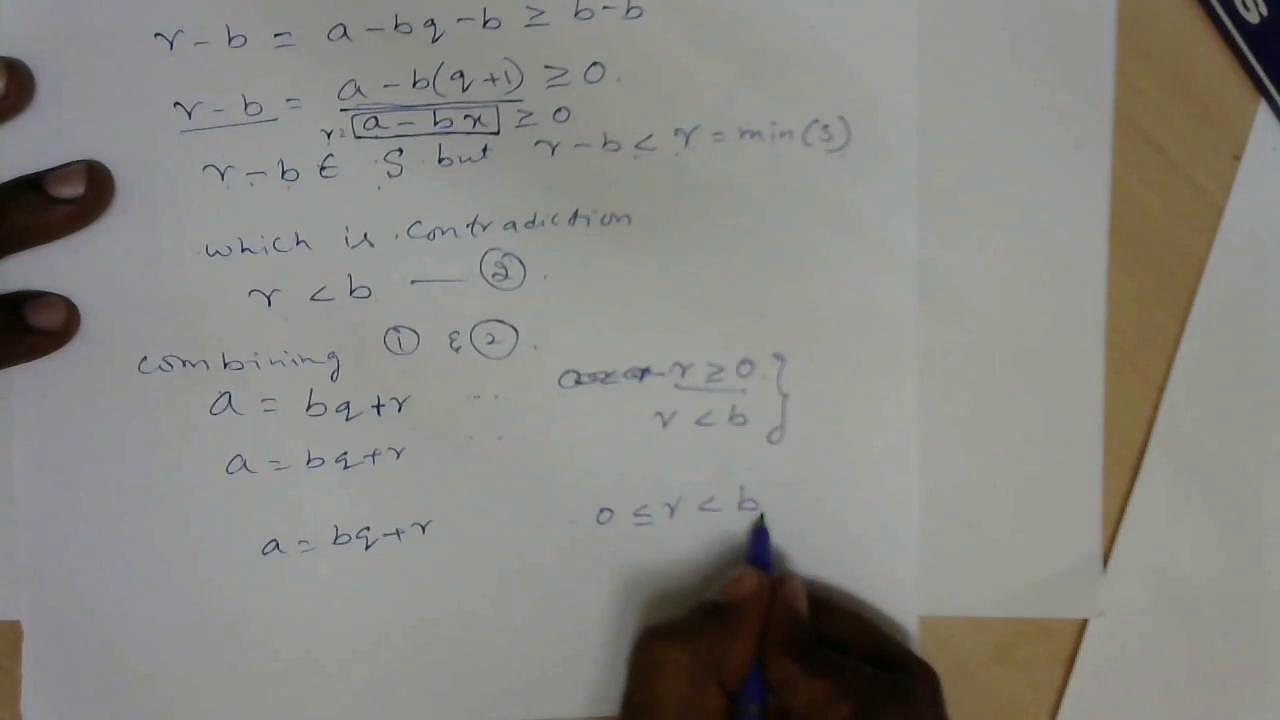 r - b = a - bq - b ≥ b - b
r - b = a - b(q+1) ≥ 0.
r = a - bx ≥ 0
r - b ∈ S but r - b < r = min(S)
which is contradiction
r < b — ②.
combining ① & ②.
a = bq + r .. r ≥ 0 }
a = bq + r .. r < b
a = bq + r 0 ≤ r < b